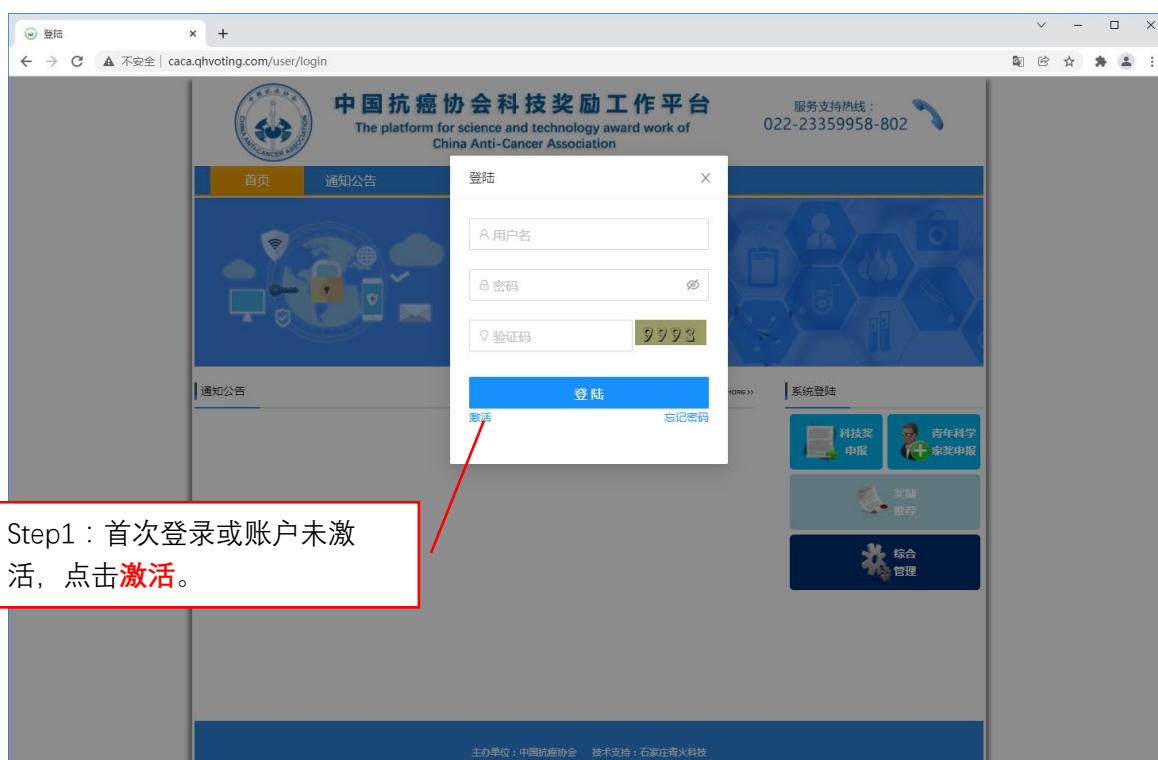 登陆
不安全 | caca.qhvoting.com/user/login
中国抗癌协会科技奖励工作平台
The platform for science and technology award work of
China Anti-Cancer Association
服务支持热线：
022-23359958-802
CHINA ANTI-CANCER ASSOCIATION
首页
通知公告
登陆
用户名
密码
验证码
9993
登 陆
激活
忘记密码
通知公告
MORE >>
系统登陆
科技奖
申报
青年科学
家奖申报
奖励
推荐
综合
管理
Step1：首次登录或账户未激
活，点击激活。
主办单位：中国抗癌协会 技术支持：石家庄青火科技